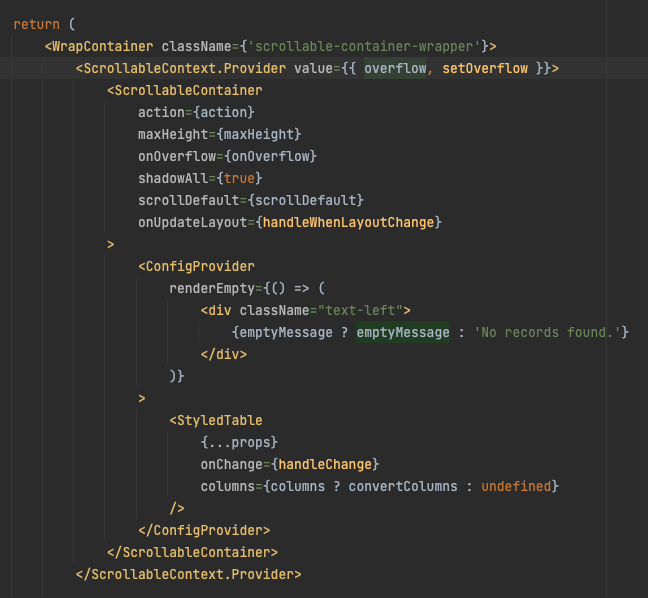 return (
<WrapContainer className={'scrollable-container-wrapper'}>
<ScrollableContext.Provider value={{ overflow, setOverflow }}>
<ScrollableContainer
action={action}
maxHeight={maxHeight}
onOverflow={onOverflow}
shadowAll={true}
scrollDefault={scrollDefault}
onUpdateLayout={handleWhenLayoutChange}
>
<ConfigProvider
renderEmpty={() => (
<div className="text-left">
{emptyMessage ? emptyMessage : 'No records found.'}
</div>
)}
>
<StyledTable
{...props}
onChange={handleChange}
columns={columns ? convertColumns : undefined}
/>
</ConfigProvider>
</ScrollableContainer>
</ScrollableContext.Provider>